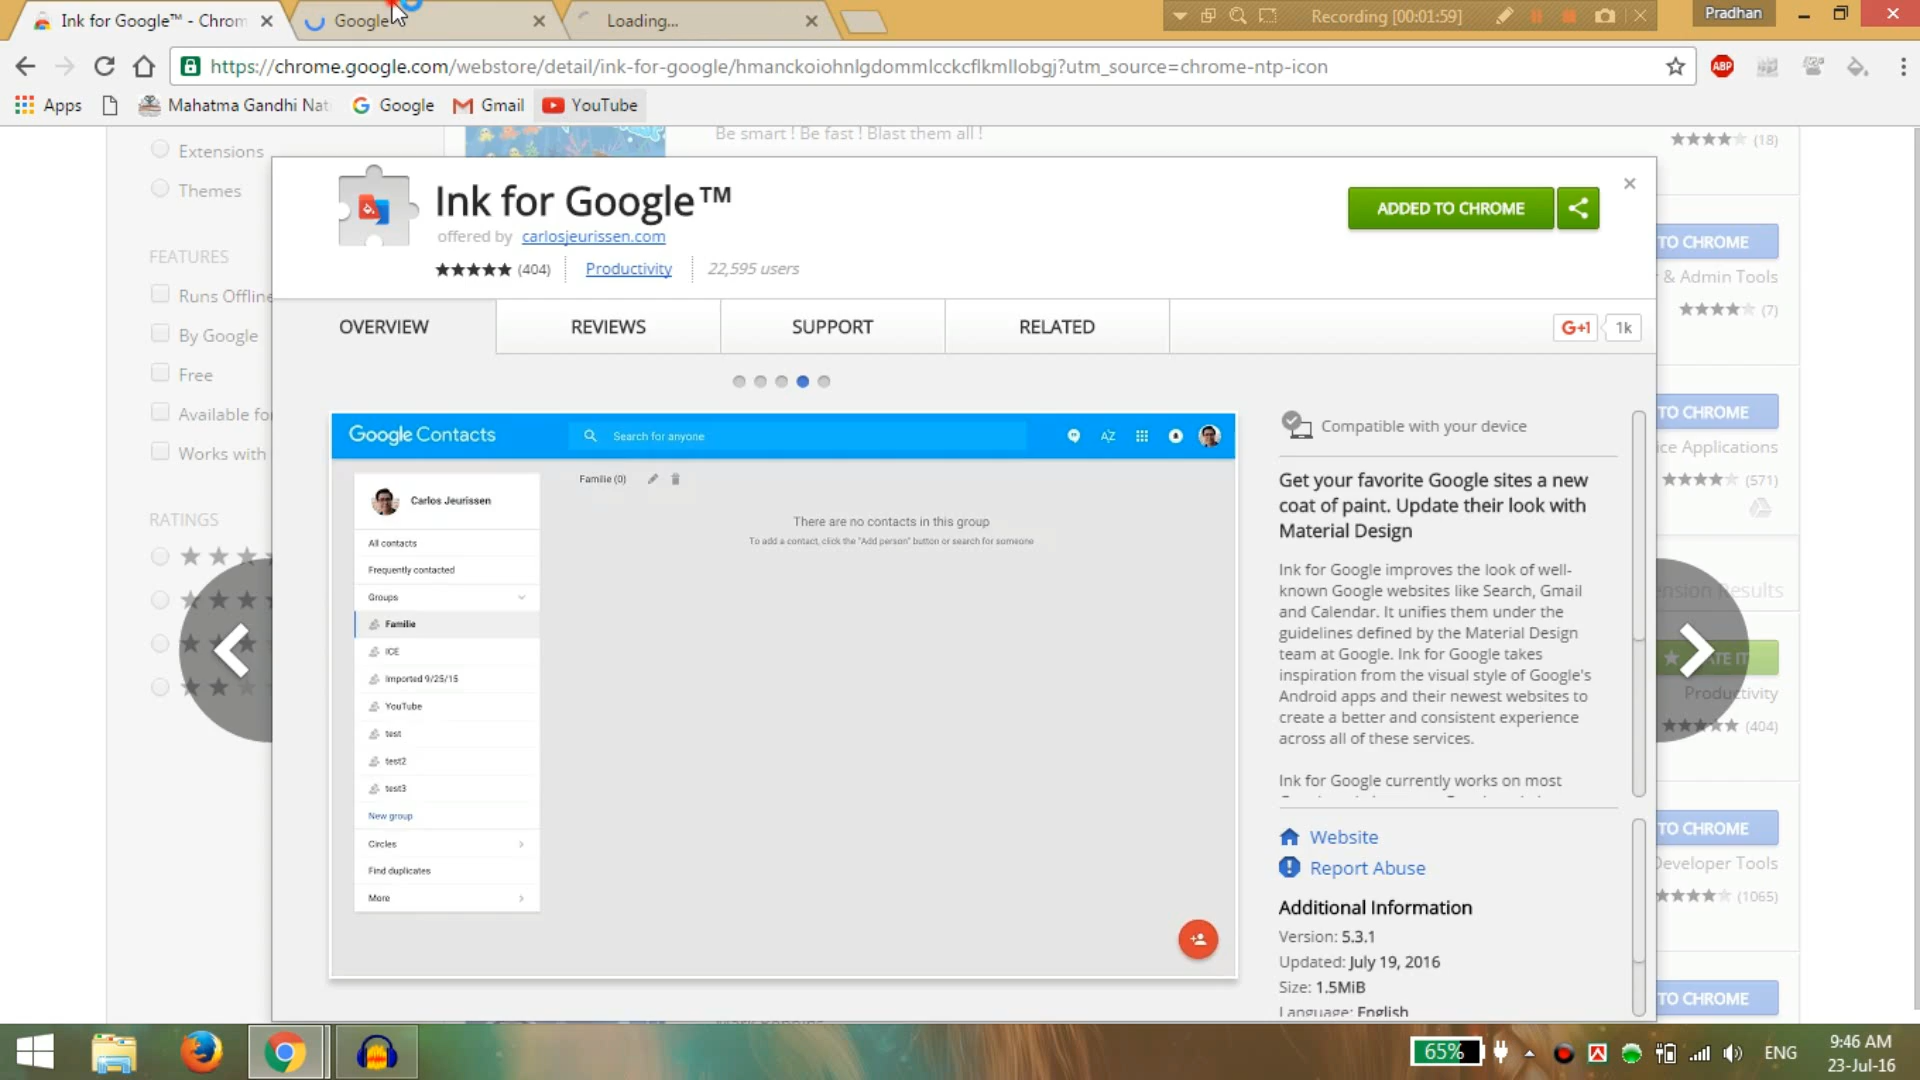 Ink for Google™ - Chrom
Google
Loading...
Recording [00:01:59]
Pradhan
https://chrome.google.com/webstore/detail/ink-for-google/hmanckoiohnlgdommlcckcflkmllobgj?utm_source=chrome-ntp-icon
ABP
Apps
Mahatma Gandhi Nat
Google
Gmail
YouTube
Extensions
Themes
FEATURES
Runs Offline
By Google
Free
Available fo
Works with
RATINGS
Be smart ! Be fast ! Blast them all !
(18)
Ink for Google™
offered by carlosjeurissen.com
(404)
Productivity
22,595 users
ADDED TO CHROME
OVERVIEW
REVIEWS
SUPPORT
RELATED
G+1
1k
Google Contacts
Search for anyone
Carlos Jeurissen
All contacts
Frequently contacted
Groups
Familie
ICE
Imported 9/25/15
YouTube
test
test2
test3
New group
Circles
Find duplicates
More
Familie (0)
There are no contacts in this group
To add a contact, click the "Add person" button or search for someone
Compatible with your device
Get your favorite Google sites a new
coat of paint. Update their look with
Material Design
Ink for Google improves the look of well-
known Google websites like Search, Gmail
and Calendar. It unifies them under the
guidelines defined by the Material Design
team at Google. Ink for Google takes
inspiration from the visual style of Google's
Android apps and their newest websites to
create a better and consistent experience
across all of these services.
Ink for Google currently works on most
Website
Report Abuse
Additional Information
Version: 5.3.1
Updated: July 19, 2016
Size: 1.5MiB
Language: English
TO CHROME
& Admin Tools
(7)
TO CHROME
ice Applications
(571)
ension Results
ATE IT
Productivity
(404)
TO CHROME
Developer Tools
(1065)
TO CHROME
65%
ENG
9:46 AM
23-Jul-16